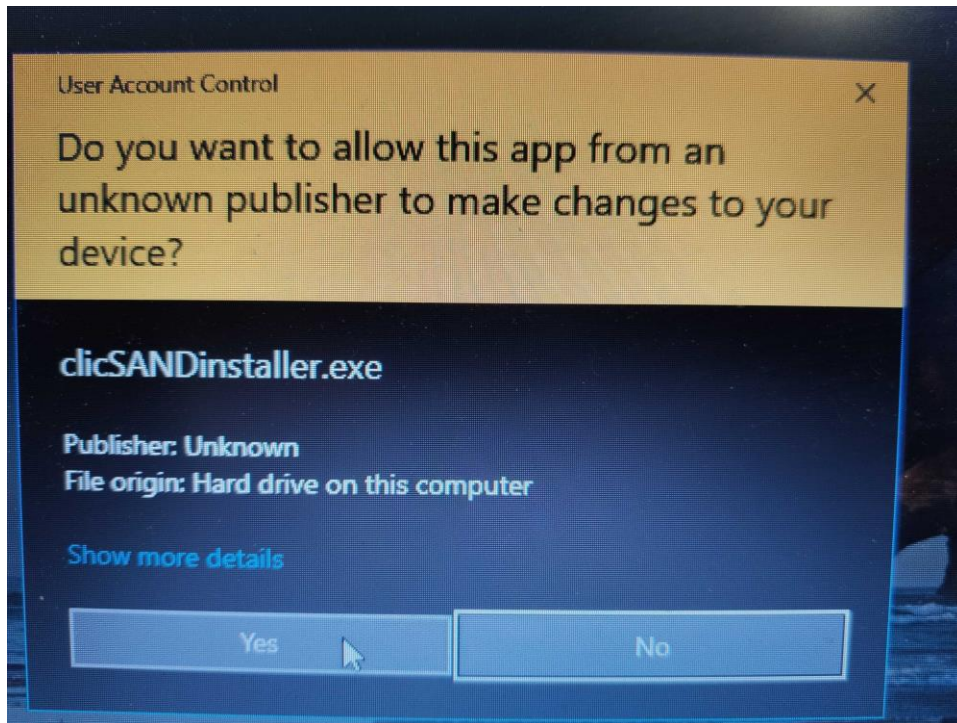 User Account Control
Do you want to allow this app from an
unknown publisher to make changes to your
device?
clicSANDinstaller.exe
Publisher: Unknown
File origin: Hard drive on this computer
Show more details
Yes
No